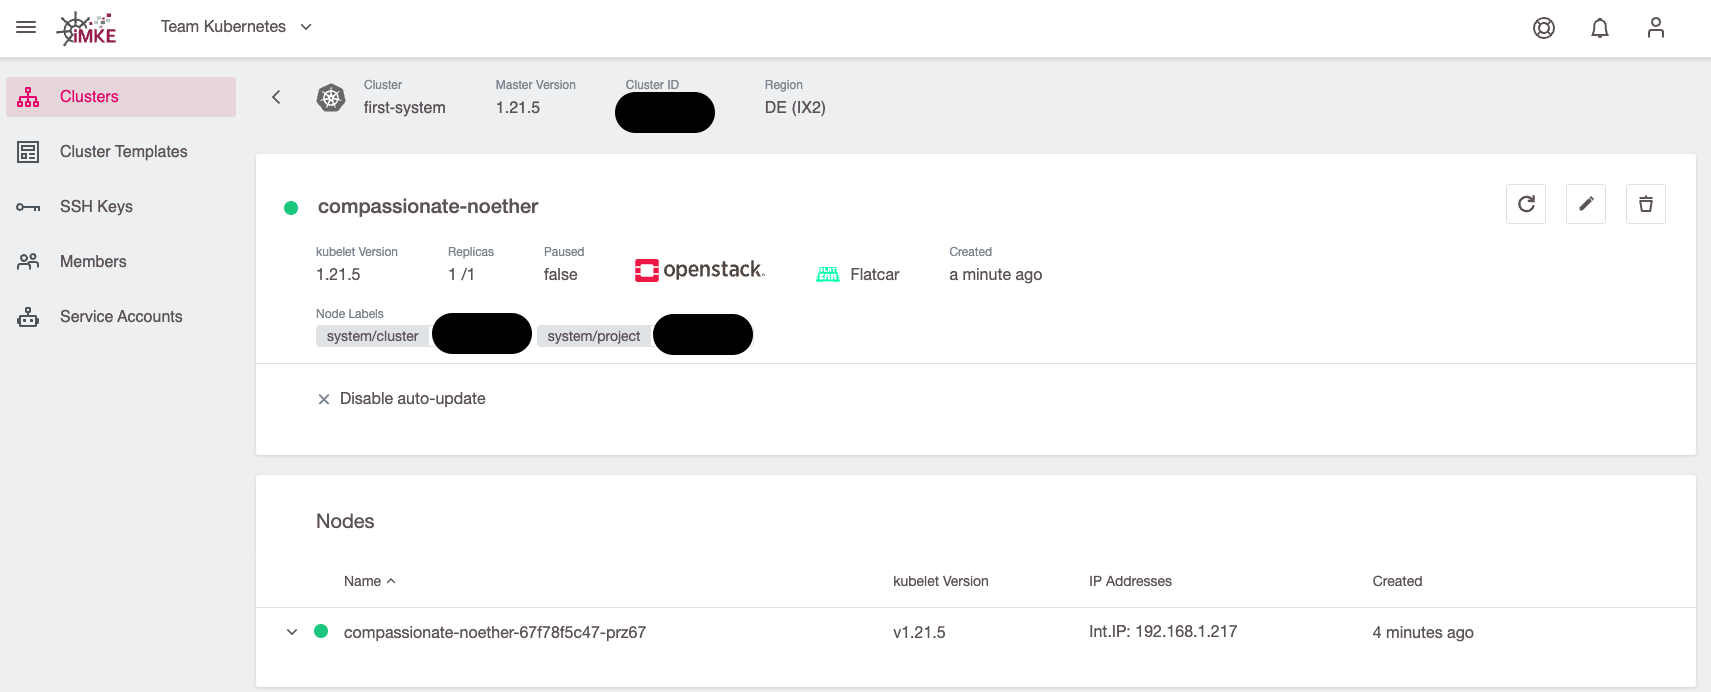 iMKE
Team Kubernetes
Clusters
Cluster Templates
SSH Keys
Members
Service Accounts
Cluster
first-system
Master Version
1.21.5
Cluster ID
Region
DE (IX2)
compassionate-noether
kubelet Version
1.21.5
Replicas
1 /1
Paused
false
openstack.
FLAT
CAR
Flatcar
Created
a minute ago
Node Labels
system/cluster
system/project
Disable auto-update
Nodes
Name
kubelet Version
IP Addresses
Created
compassionate-noether-67f78f5c47-prz67
v1.21.5
Int.IP: 192.168.1.217
4 minutes ago